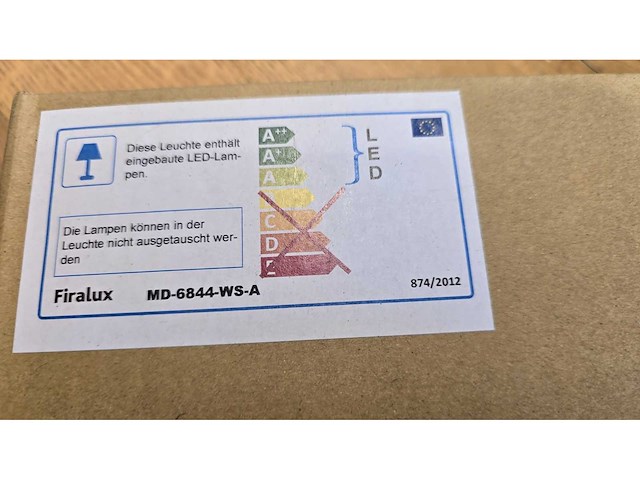 Diese Leuchte enthält
eingebaute LED-Lam-
pen.
Die Lampen können in der
Leuchte nicht ausgetauscht wer-
den
A++
A+
A
C
D
E
L
E
D
Firalux MD-6844-WS-A
874/2012